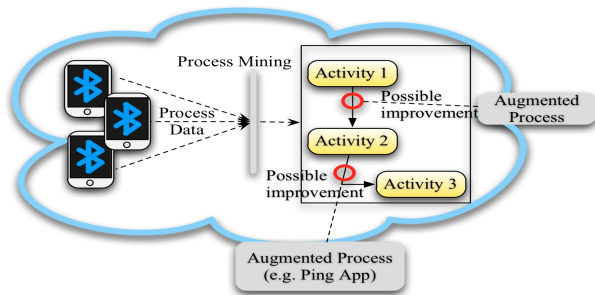 Process Mining
Process
Data
Activity 1
Possible
improvement
Augmented
Process
Activity 2
Possible
improvement
Activity 3
Augmented Process
(e.g. Ping App)